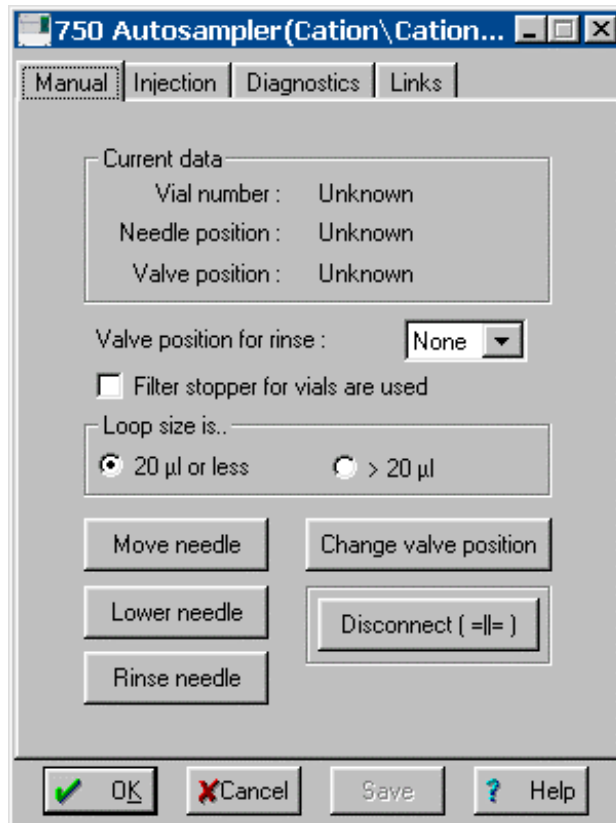 750 Autosampler(Cation\Cation...
Manual Injection Diagnostics Links
Current data
Vial number : Unknown
Needle position : Unknown
Valve position : Unknown
Valve position for rinse : None
Filter stopper for vials are used
Loop size is..
20 µl or less > 20 µl
Move needle Change valve position
Lower needle Disconnect ( =||= )
Rinse needle
OK Cancel Save ? Help